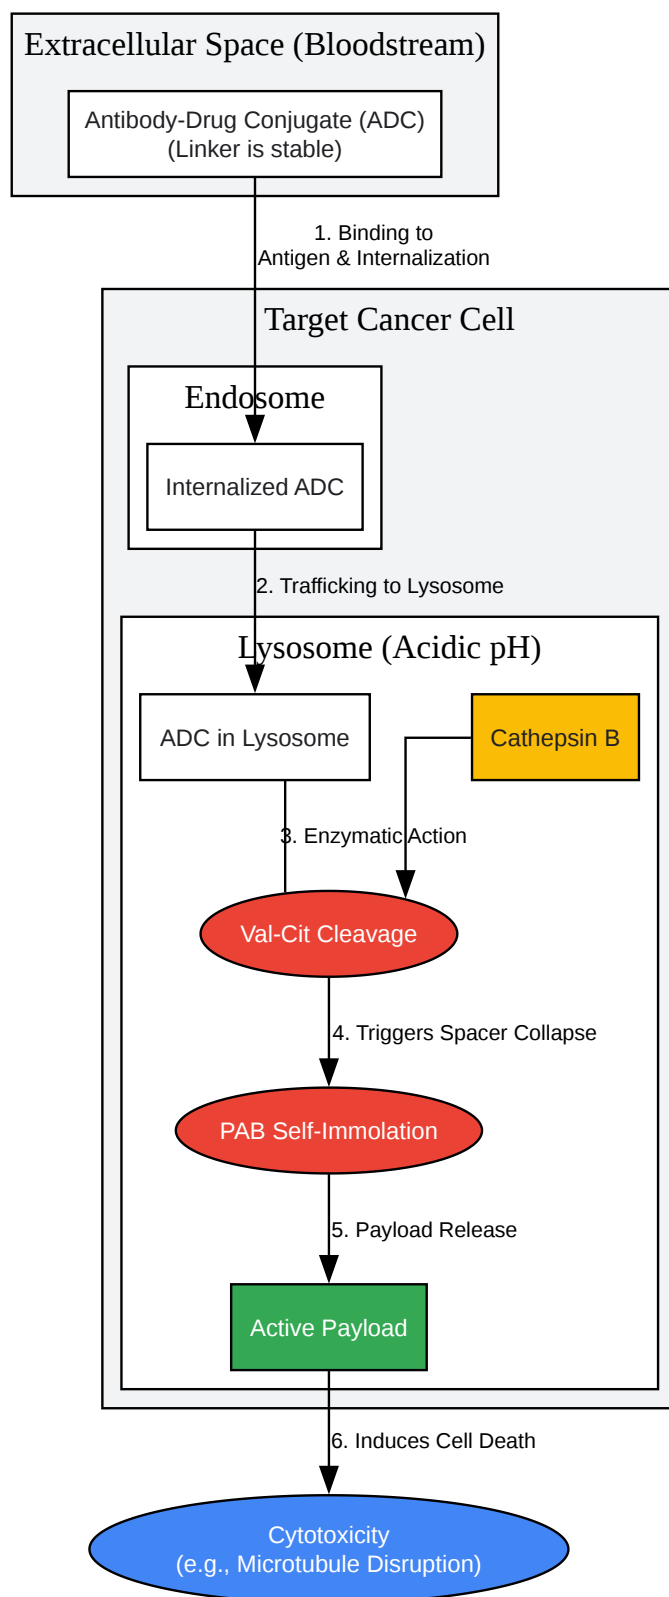 Extracellular Space (Bloodstream)
Antibody-Drug Conjugate (ADC)
(Linker is stable)
1. Binding to
Antigen & Internalization
Target Cancer Cell
Endosome
Internalized ADC
2. Trafficking to Lysosome
Lysosome (Acidic pH)
ADC in Lysosome
Cathepsin B
3. Enzymatic Action
Val-Cit Cleavage
4. Triggers Spacer Collapse
PAB Self-Immolation
5. Payload Release
Active Payload
6. Induces Cell Death
Cytotoxicity
(e.g., Microtubule Disruption)